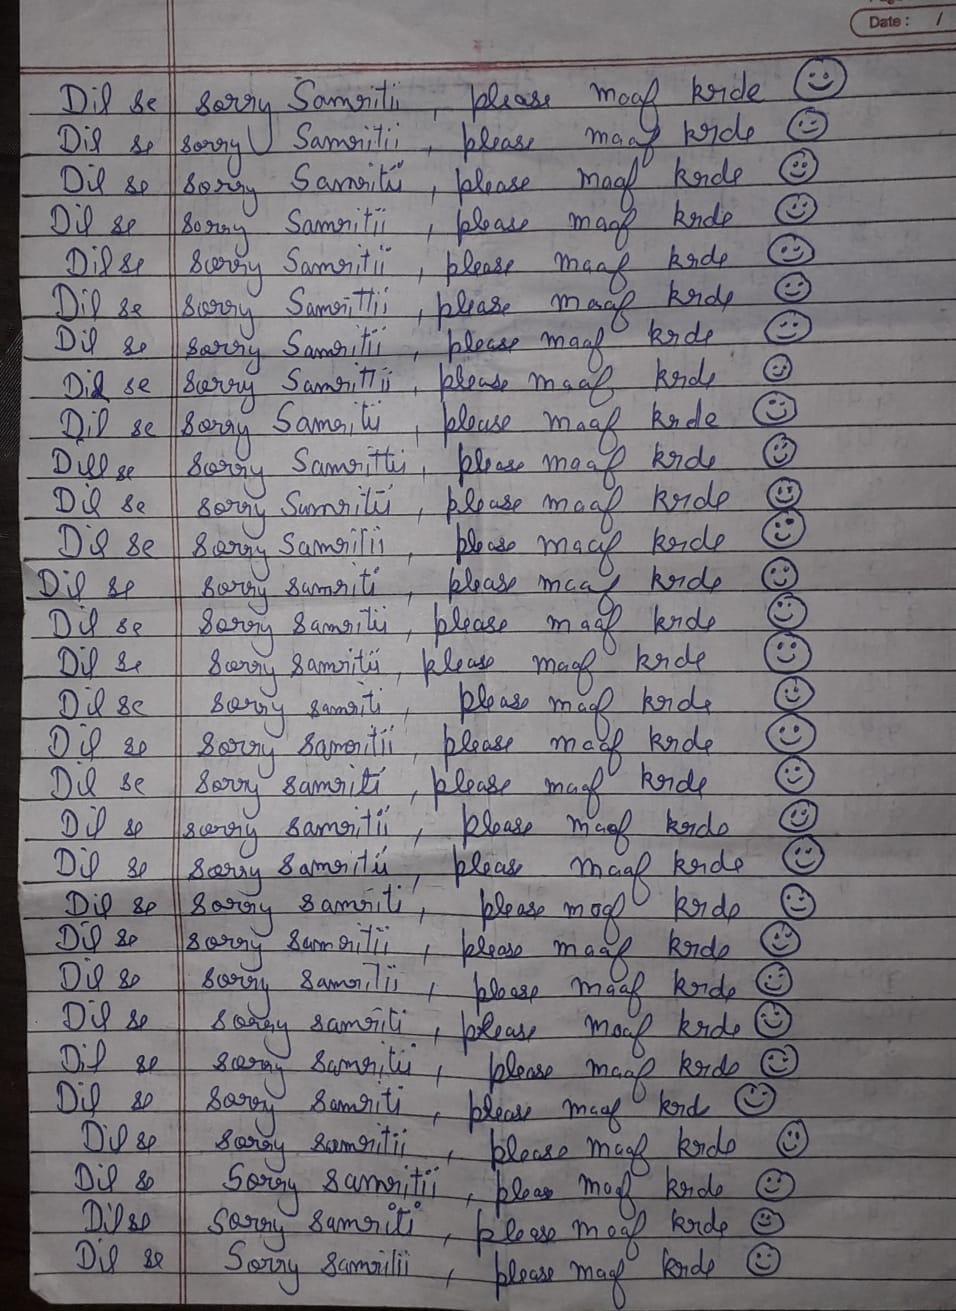 Date : /
Dil se sorry Samritii, please maaf krde ☺
Dil se sorry Samritii, please maaf krde ☺
Dil se sorry Samritii, please maaf krde ☺
Dil se sorry Samritii, please maaf krde ☺
Dil se sorry Samritii, please maaf krde ☺
Dil se sorry Samrittii, please maaf krde ☺
Dil se sorry Samritii, please maaf krde ☺
Dil se sorry Samrittii, please maaf krde ☺
Dil se sorry Samriti, please maaf krde ☺
Dill se sorry Samritti, please maaf krde ☺
Dil se sorry Samritii, please maaf krde ☺
Dil se sorry Samritii, please maaf krde ☺
Dil se sorry samriti, please maaf krde ☺
Dil se sorry samritii, please maaf krde ☺
Dil se sorry samritii, please maaf krde ☺
Dil se sorry samriti, please maaf krde ☺
Dil se sorry samritii, please maaf krde ☺
Dil se sorry samriti, please maaf krde ☺
Dil se sorry samritii, please maaf krde ☺
Dil se sorry samritii, please maaf krde ☺
Dil se sorry samriti, please maaf krde ☺
Dil se sorry samritii, please maaf krde ☺
Dil se sorry samritii, please maaf krde ☺
Dil se sorry samriti, please maaf krde ☺
Dil se sorry samritii, please maaf krde ☺
Dil se sorry samriti, please maaf krd ☺
Dil se sorry samritii, please maaf krde ☺
Dil se Sorry samritii, pleas maaf krde ☺
Dil se sorry samriti, please maaf krde ☺
Dil se Sorry samritii, please maaf krde ☺